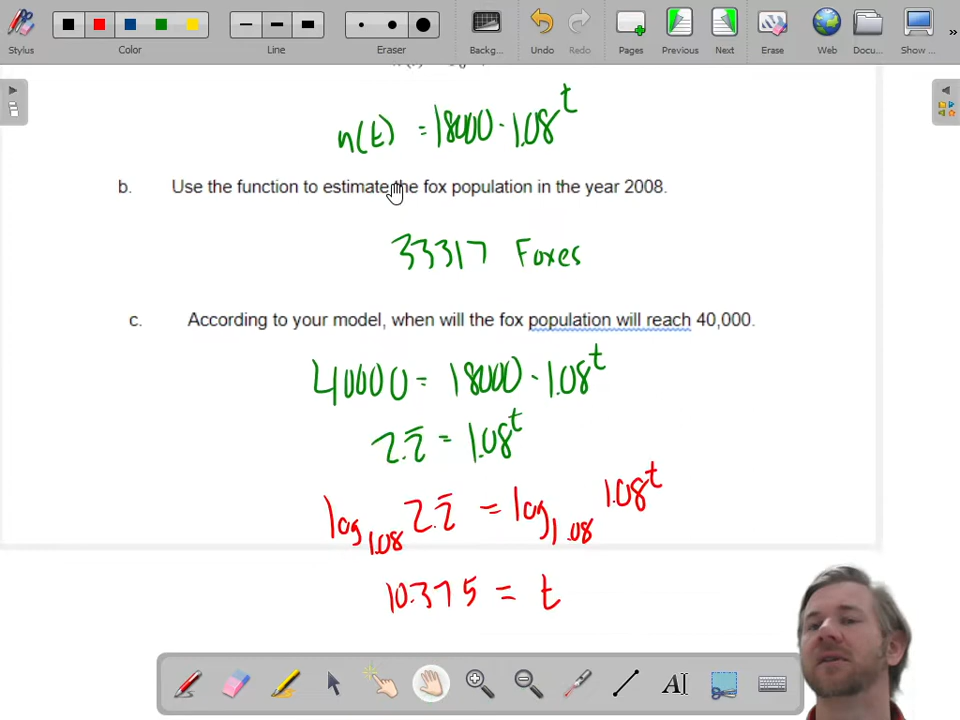 Stylus Color Line Eraser Backg... Undo Redo Pages Previous Next Erase Web Docu... Show ... »
n(t) = 18000 · 1.08^t
b. Use the function to estimate the fox population in the year 2008.
33317 Foxes
c. According to your model, when will the fox population will reach 40,000.
40000 = 18000 · 1.08^t
2.2̅ = 1.08^t
log_1.08 2.2̅ = log_1.08 1.08^t
10.375 = t
A